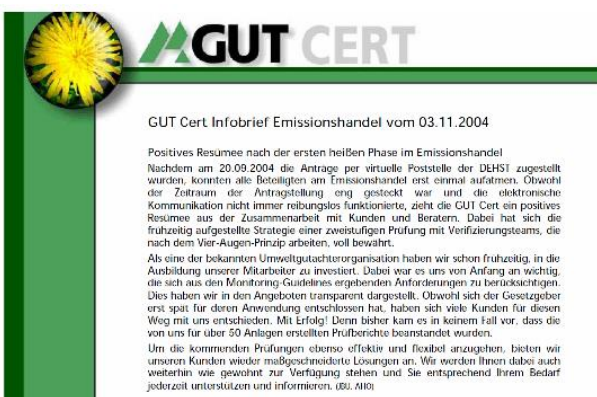 GUT CERT
GUT Cert Infobrief Emissionshandel vom 03.11.2004
Positives Resümee nach der ersten heißen Phase im Emissionshandel
Nachdem am 20.09.2004 die Anträge per virtuelle Poststelle der DEHST zugestellt
wurden, konnten alle Beteiligten am Emissionshandel erst einmal aufatmen. Obwohl
der Zeitraum der Antragstellung eng gesteckt war und die elektronische
Kommunikation nicht immer reibungslos funktionierte, zieht die GUT Cert ein positives
Resümee aus der Zusammenarbeit mit Kunden und Beratern. Dabei hat sich die
frühzeitig aufgestellte Strategie einer zweistufigen Prüfung mit Verifizierungsteams, die
nach dem Vier-Augen-Prinzip arbeiten, voll bewährt.
Als eine der bekannten Umweltgutachterorganisation haben wir schon frühzeitig, in die
Ausbildung unserer Mitarbeiter zu investiert. Dabei war es uns von Anfang an wichtig,
die sich aus den Monitoring-Guidelines ergebenden Anforderungen zu berücksichtigen.
Dies haben wir in den Angeboten transparent dargestellt. Obwohl sich der Gesetzgeber
erst spät für deren Anwendung entschlossen hat, haben sich viele Kunden für diesen
Weg mit uns entschieden. Mit Erfolg! Denn bisher kam es in keinem Fall vor, dass die
von uns für über 50 Anlagen erstellten Prüfberichte beanstandet wurden.
Um die kommenden Prüfungen ebenso effektiv und flexibel anzugehen, bieten wir
unseren Kunden wieder maßgeschneiderte Lösungen an. Wir werden Ihnen dabei auch
weiterhin wie gewohnt zur Verfügung stehen und Sie entsprechend Ihrem Bedarf
jederzeit unterstützen und informieren. (JBU, AHO)